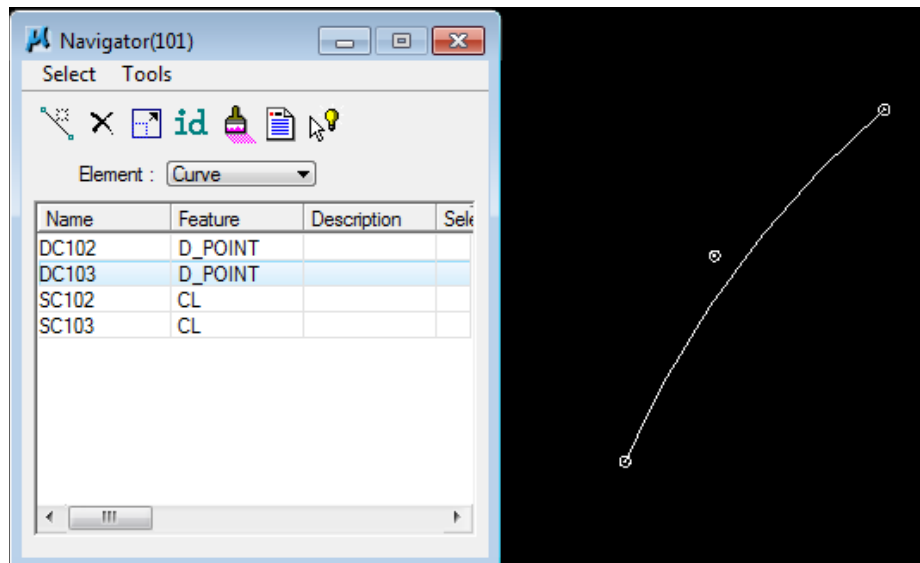 Navigator(101)
Select Tools
id
Element : Curve
Name Feature Description Sele
DC102 D_POINT
DC103 D_POINT
SC102 CL
SC103 CL